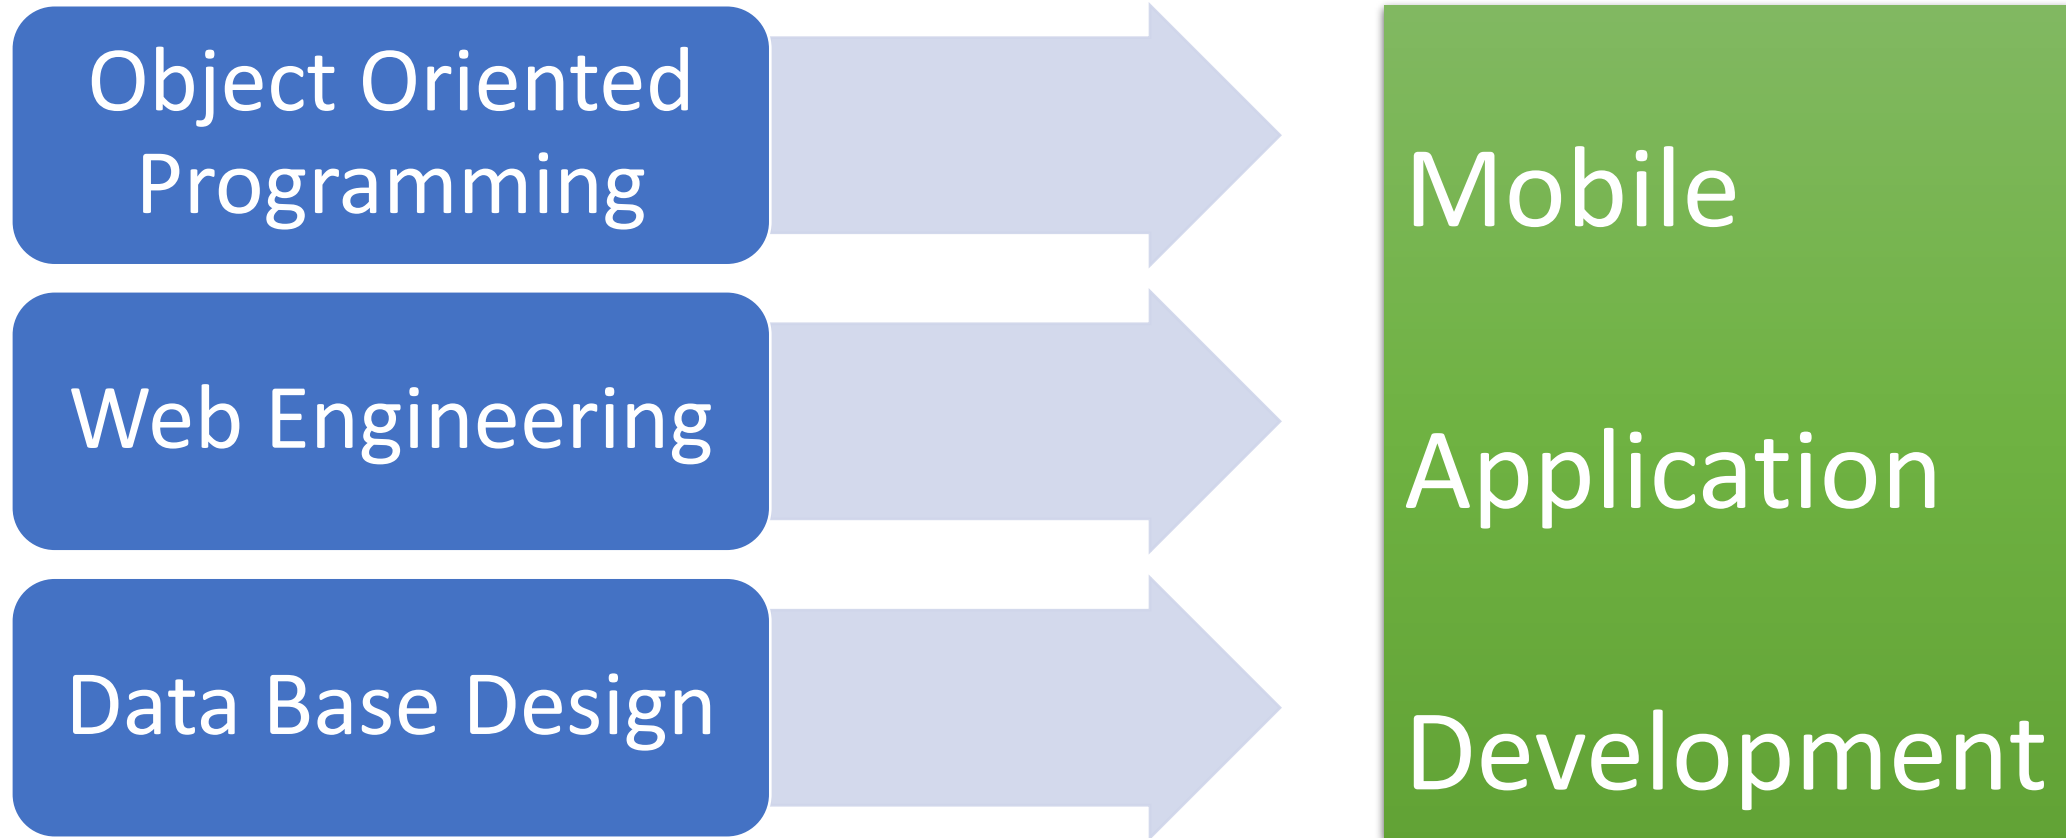 Object Oriented
Programming
Web Engineering
Data Base Design
Mobile
Application
Development